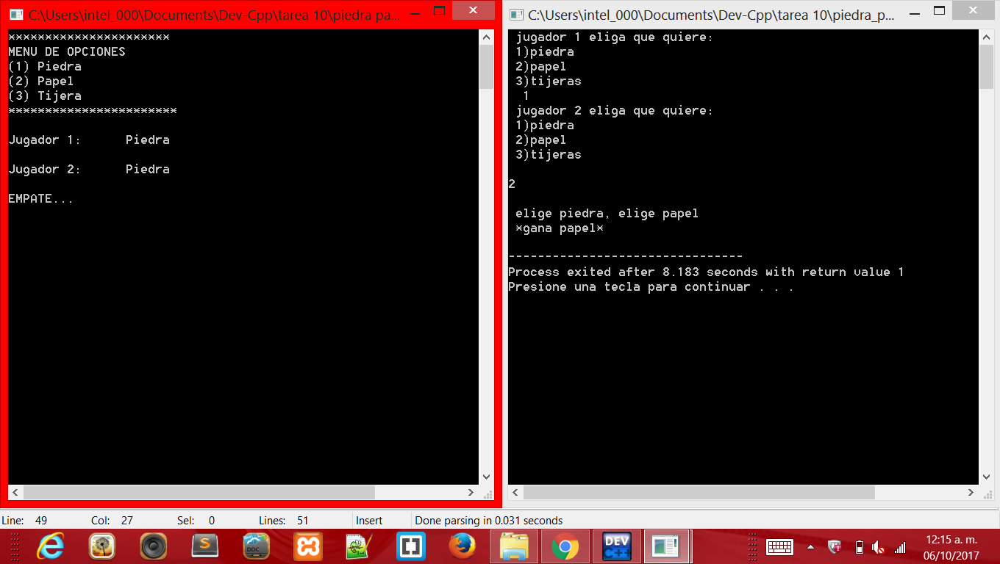 C:\Users\intel_000\Documents\Dev-Cpp\tarea 10\piedra pa...
**********************
MENU DE OPCIONES
(1) Piedra
(2) Papel
(3) Tijera
***********************
Jugador 1:      Piedra
Jugador 2:      Piedra
EMPATE...
C:\Users\intel_000\Documents\Dev-Cpp\tarea 10\piedra_p...
jugador 1 eliga que quiere:
1)piedra
2)papel
3)tijeras
1
jugador 2 eliga que quiere:
1)piedra
2)papel
3)tijeras
2
elige piedra, elige papel
*gana papel*
--------------------------------
Process exited after 8.183 seconds with return value 1
Presione una tecla para continuar . . .
Line: 49 Col: 27 Sel: 0 Lines: 51 Insert Done parsing in 0.031 seconds
S
DOC
DEV
C++
12:15 a. m.
06/10/2017